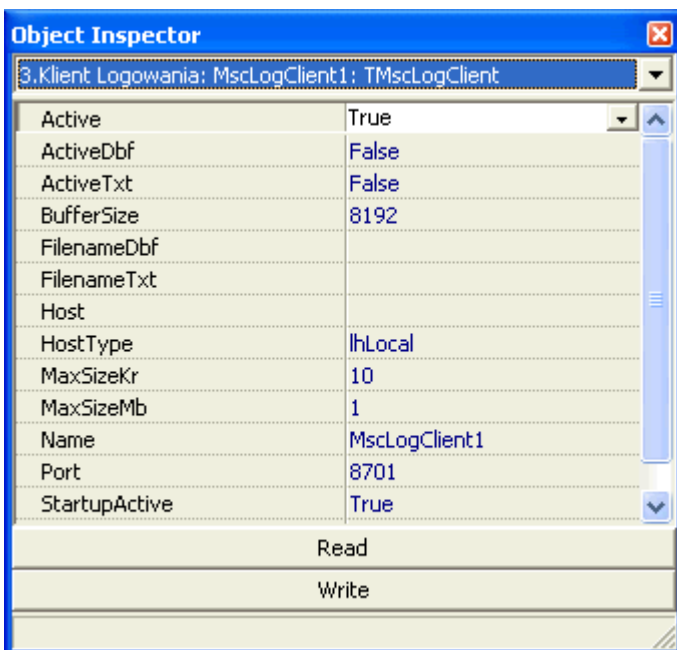 Object Inspector
3.Klient Logowania: MscLogClient1: TMscLogClient
Active True
ActiveDbf False
ActiveTxt False
BufferSize 8192
FilenameDbf
FilenameTxt
Host
HostType lhLocal
MaxSizeKr 10
MaxSizeMb 1
Name MscLogClient1
Port 8701
StartupActive True
Read
Write